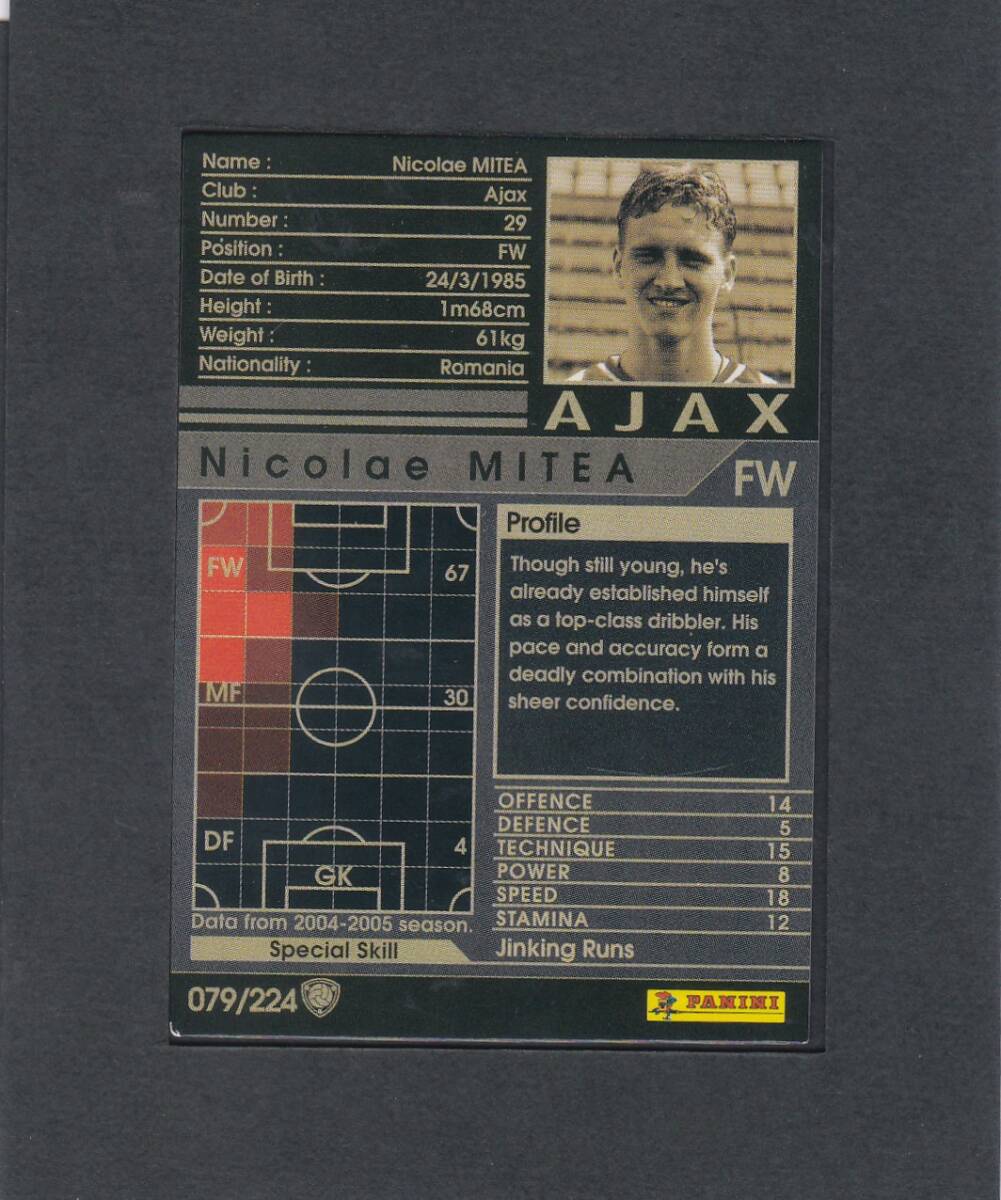 Name : Nicolae MITEA
Club : Ajax
Number : 29
Position : FW
Date of Birth : 24/3/1985
Height : 1m68cm
Weight : 61kg
Nationality : Romania
AJAX
Nicolae MITEA
FW
FW 67
MF 30
DF 4
GK
Data from 2004-2005 season.
Profile
Though still young, he's
already established himself
as a top-class dribbler. His
pace and accuracy form a
deadly combination with his
sheer confidence.
OFFENCE 14
DEFENCE 5
TECHNIQUE 15
POWER 8
SPEED 18
STAMINA 12
Special Skill Jinking Runs
079/224
PANINI